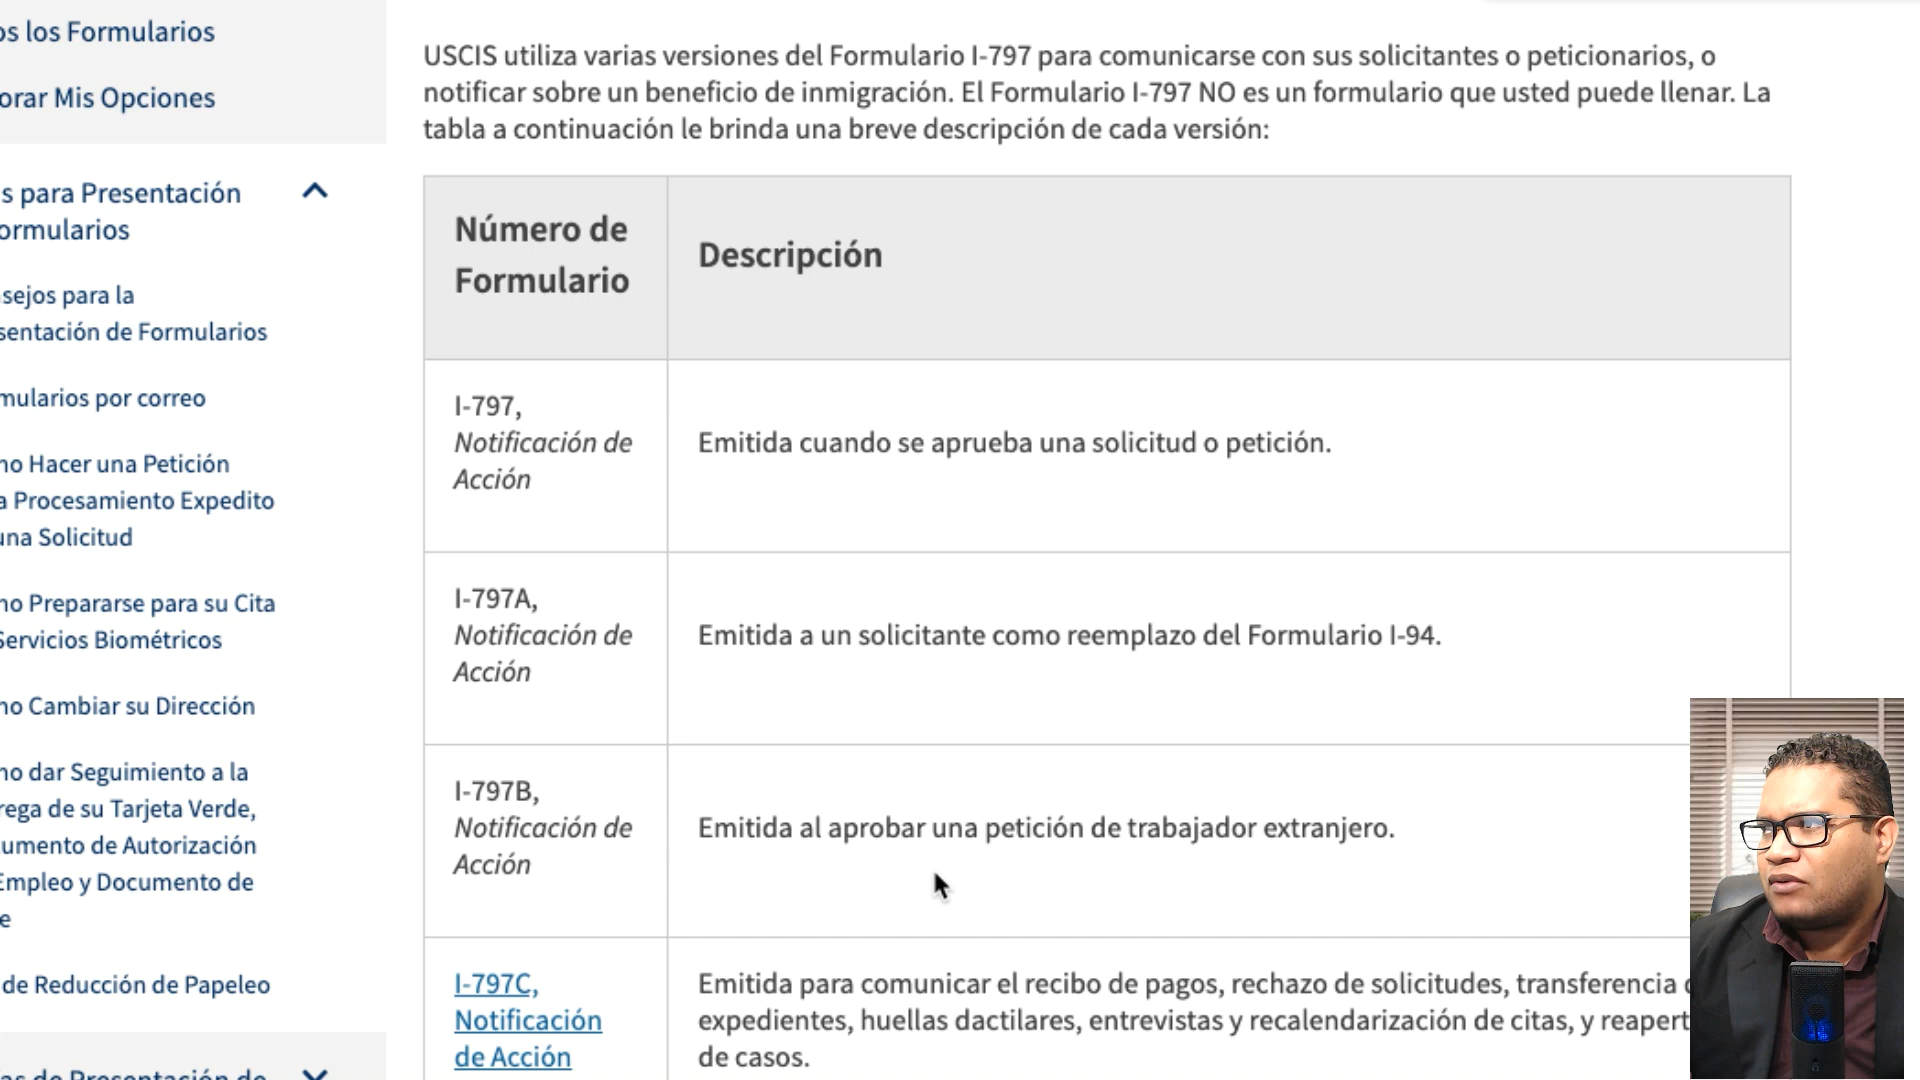 os los Formularios
orar Mis Opciones
s para Presentación
ormularios
sejos para la
sentación de Formularios
mularios por correo
no Hacer una Petición
a Procesamiento Expedito
una Solicitud
no Prepararse para su Cita
Servicios Biométricos
no Cambiar su Dirección
no dar Seguimiento a la
rega de su Tarjeta Verde,
umento de Autorización
Empleo y Documento de
e
de Reducción de Papeleo
as de Presentación de
USCIS utiliza varias versiones del Formulario I-797 para comunicarse con sus solicitantes o peticionarios, o
notificar sobre un beneficio de inmigración. El Formulario I-797 NO es un formulario que usted puede llenar. La
tabla a continuación le brinda una breve descripción de cada versión:
Número de
Formulario
Descripción
I-797,
Notificación de
Acción
Emitida cuando se aprueba una solicitud o petición.
I-797A,
Notificación de
Acción
Emitida a un solicitante como reemplazo del Formulario I-94.
I-797B,
Notificación de
Acción
Emitida al aprobar una petición de trabajador extranjero.
I-797C,
Notificación
de Acción
Emitida para comunicar el recibo de pagos, rechazo de solicitudes, transferencia
expedientes, huellas dactilares, entrevistas y recalendarización de citas, y reapert
de casos.